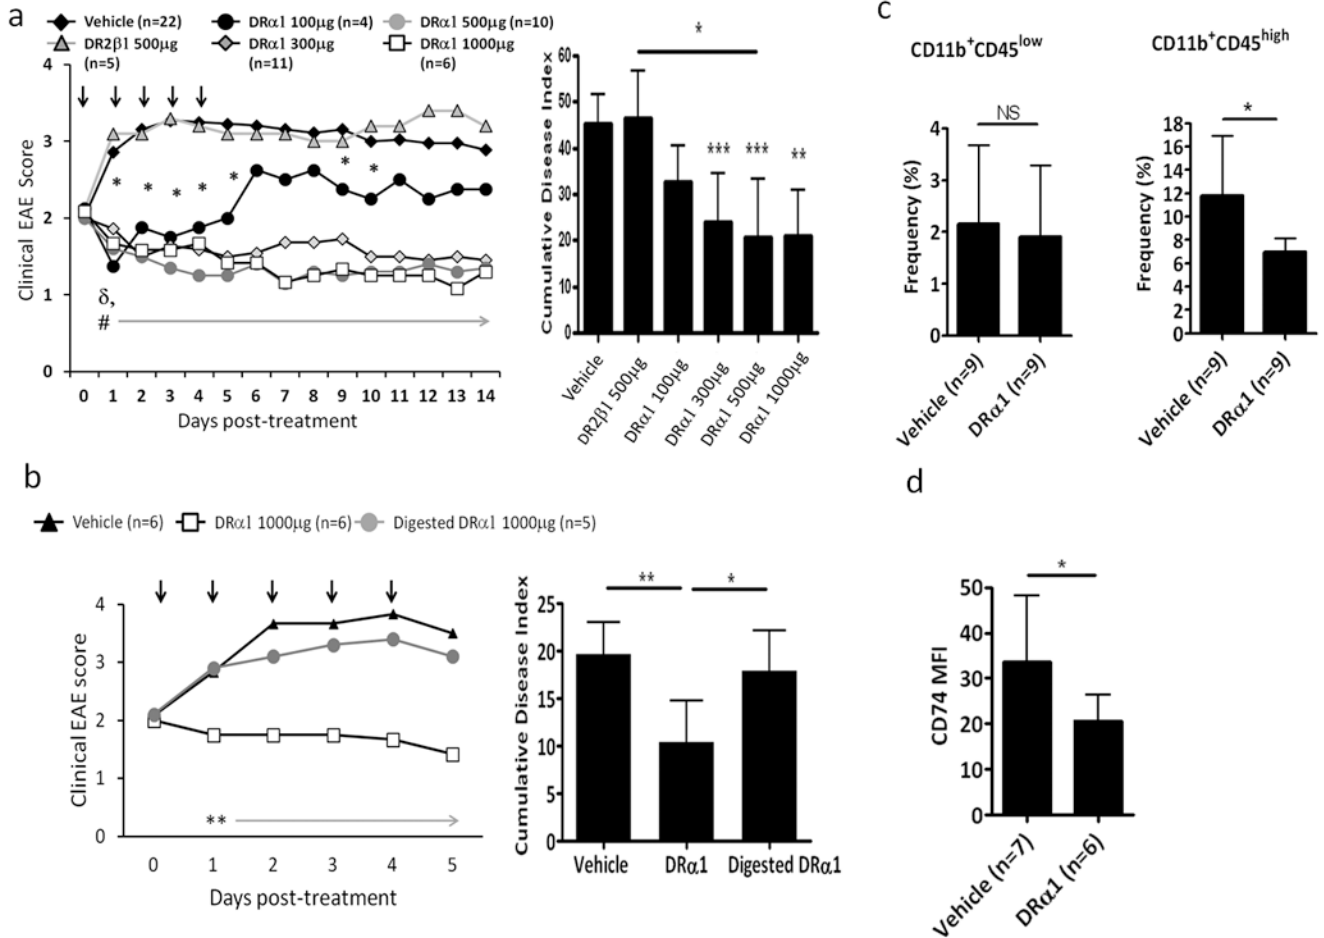 a
Vehicle (n=22)
DRα1 100µg (n=4)
DRα1 500µg (n=10)
DR2β1 500µg
(n=5)
DRα1 300µg
(n=11)
DRα1 1000µg
(n=6)
Clinical EAE Score
4
3
2
1
0
* * * * * * *
δ,
#
0 1 2 3 4 5 6 7 8 9 10 11 12 13 14
Days post-treatment
Cumulative Disease Index
60
50
40
30
20
10
0
*
*** *** **
Vehicle
DR2β1 500µg
DRα1 100µg
DRα1 300µg
DRα1 500µg
DRα1 1000µg
c
CD11b+CD45low
Frequency (%)
4
3
2
1
0
NS
Vehicle (n=9)
DRα1 (n=9)
CD11b+CD45high
Frequency (%)
18
16
14
12
10
8
6
4
2
0
*
Vehicle (n=9)
DRα1 (n=9)
b
Vehicle (n=6) DRα1 1000µg (n=6) Digested DRα1 1000µg (n=5)
Clinical EAE score
4
3
2
1
0
**
0 1 2 3 4 5
Days post-treatment
Cumulative Disease Index
25
20
15
10
5
0
** *
Vehicle DRα1 Digested DRα1
d
CD74 MFI
50
40
30
20
10
0
*
Vehicle (n=7)
DRα1 (n=6)